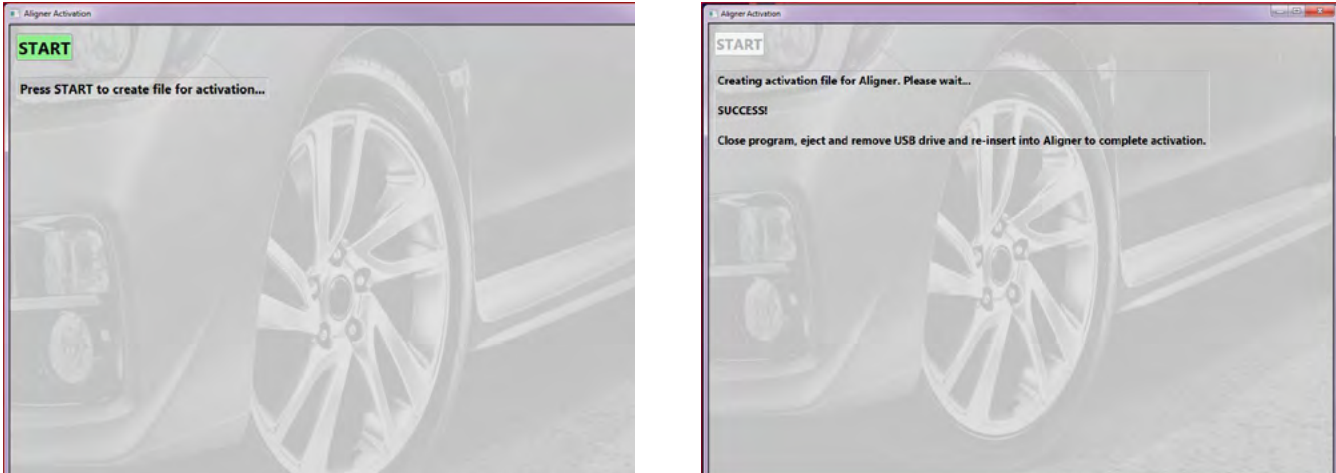 Aligner Activation
START
Press START to create file for activation...
Aligner Activation
START
Creating activation file for Aligner. Please wait...
SUCCESS!
Close program, eject and remove USB drive and re-insert into Aligner to complete activation.